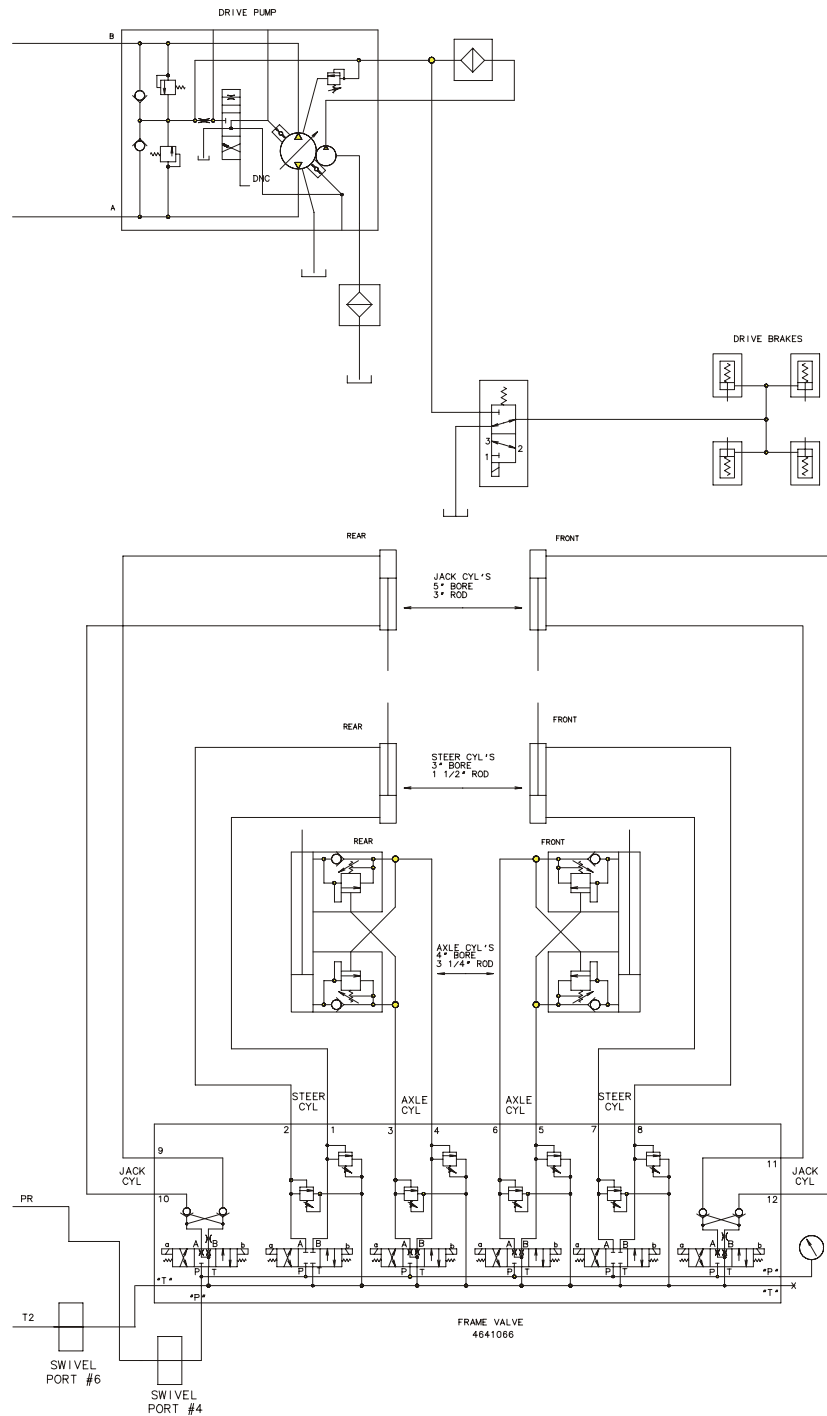 DRIVE PUMP
B
DNC
A
DRIVE BRAKES
3
2
1
REAR
FRONT
JACK CYL'S
5" BORE
3" ROD
REAR
FRONT
STEER CYL'S
3" BORE
1 1/2" ROD
REAR
FRONT
AXLE CYL'S
4" BORE
3 1/4" ROD
STEER
CYL
AXLE
CYL
AXLE
CYL
STEER
CYL
2
1
3
4
6
5
7
8
9
11
JACK
CYL
JACK
CYL
10
12
PR
a A B b
a A B b
a A B b
a A B b
a A B b
a A B b
P T
P T
P T
P T
P T
P T
"T"
"P"
"P"
X
"T"
T2
FRAME VALVE
4641066
SWIVEL
PORT #6
SWIVEL
PORT #4